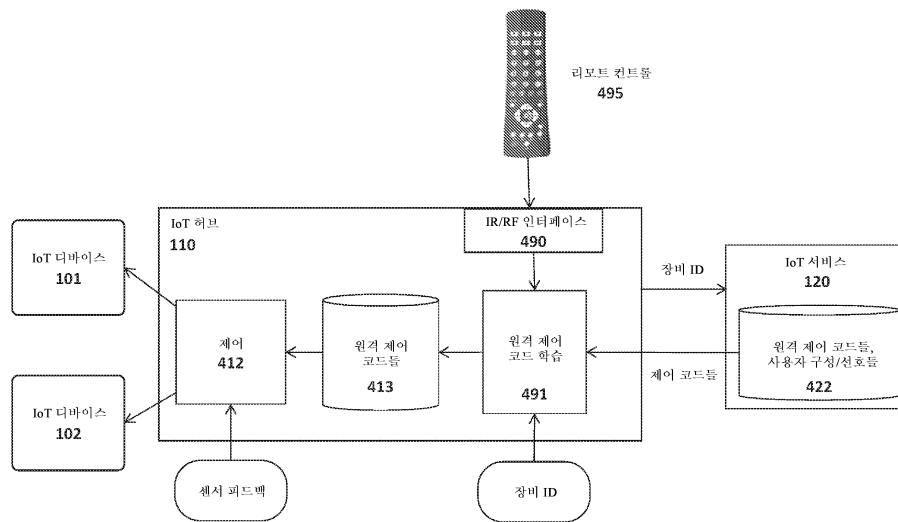 리모트 컨트롤
495
IoT 허브
110
IR/RF 인터페이스
490
IoT 디바이스
101
장비 ID
IoT 서비스
120
제어
412
원격 제어
코드들
413
원격 제어
코드 학습
491
제어 코드들
원격 제어 코드들,
사용자 구성/선호들
422
IoT 디바이스
102
센서 피드백
장비 ID